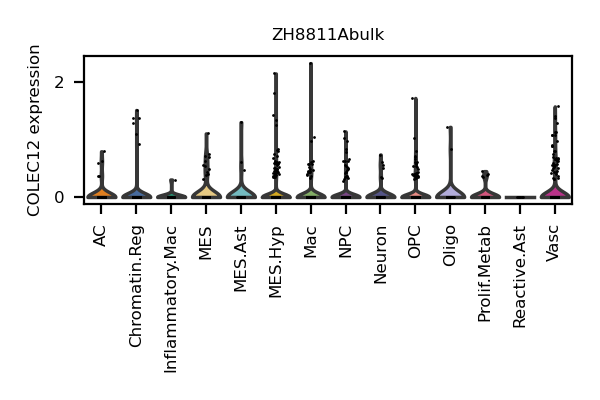 ZH8811Abulk
COLEC12 expression
2
0
AC
Chromatin.Reg
Inflammatory.Mac
MES
MES.Ast
MES.Hyp
Mac
NPC
Neuron
OPC
Oligo
Prolif.Metab
Reactive.Ast
Vasc